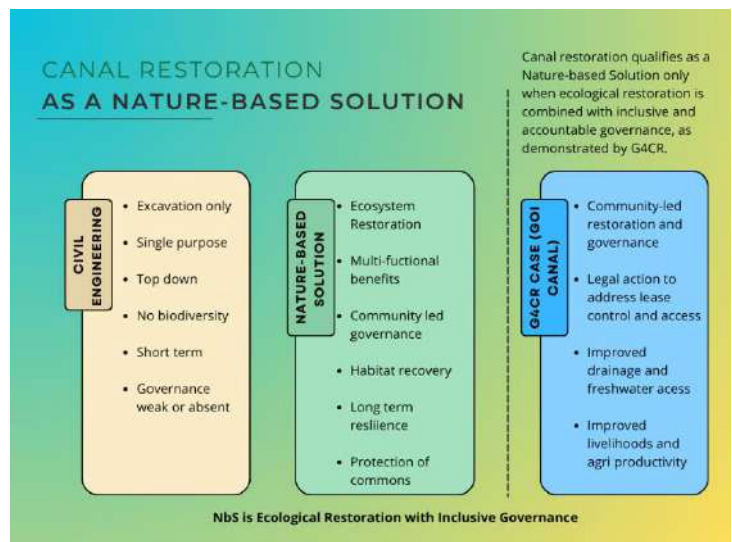 CANAL RESTORATION
AS A NATURE-BASED SOLUTION
Canal restoration qualifies as a
Nature-based Solution only
when ecological restoration is
combined with inclusive and
accountable governance, as
demonstrated by G4CR.
CIVIL
ENGINEERING
• Excavation only
• Single purpose
• Top down
• No biodiversity
• Short term
• Governance
weak or absent
NATURE-BASED
SOLUTION
• Ecosystem
Restoration
• Multi-fuctional
benefits
• Community led
governance
• Habitat recovery
• Long term
resliience
• Protection of
commons
G4CR CASE (GOI
CANAL)
• Community-led
restoration and
governance
• Legal action to
address lease
control and access
• Improved
drainage and
freshwater acess
• Improved
livelihoods and
agri productivity
NbS is Ecological Restoration with Inclusive Governance